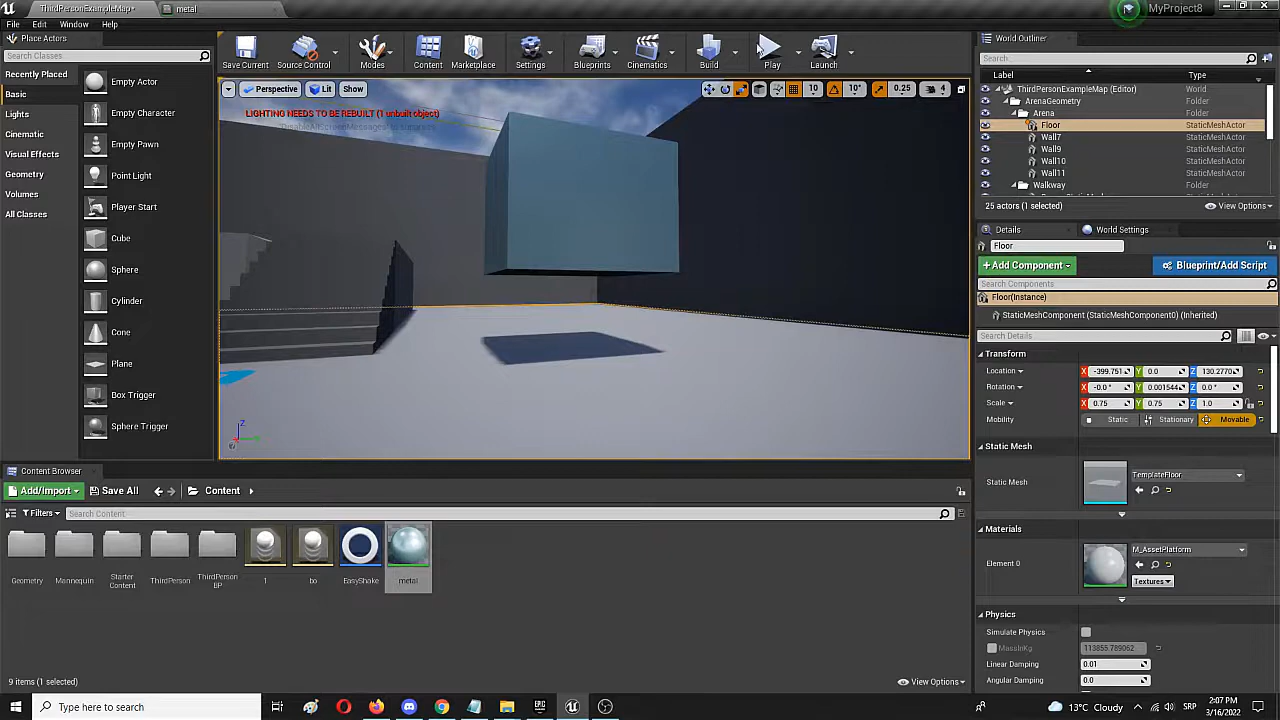 ThirdPersonExampleMap*
metal
MyProject8
File
Edit
Window
Help
Place Actors
Search Classes
Recently Placed
Basic
Lights
Cinematic
Visual Effects
Geometry
Volumes
All Classes
Empty Actor
Empty Character
Empty Pawn
Point Light
Player Start
Cube
Sphere
Cylinder
Cone
Plane
Box Trigger
Sphere Trigger
Save Current
Source Control
Modes
Content
Marketplace
Settings
Blueprints
Cinematics
Build
Play
Launch
Perspective
Lit
Show
10
10°
0.25
4
LIGHTING NEEDS TO BE REBUILT (1 unbuilt object)
'DisableAllScreenMessages' to suppress
Z
World Outliner
Search...
Label
Type
ThirdPersonExampleMap (Editor) World
ArenaGeometry Folder
Arena Folder
Floor StaticMeshActor
Wall7 StaticMeshActor
Wall9 StaticMeshActor
Wall10 StaticMeshActor
Wall11 StaticMeshActor
Walkway Folder
25 actors (1 selected)
View Options
Details
World Settings
Floor
+Add Component
Blueprint/Add Script
Search Components
Floor(Instance)
StaticMeshComponent (StaticMeshComponent0) (Inherited)
Search Details
Transform
Location X -399.751 Y 0.0 Z 130.2770
Rotation X -0.0 ° Y 0.001544 Z 0.0 °
Scale X 0.75 Y 0.75 Z 1.0
Mobility Static Stationary Movable
Static Mesh
Static Mesh
TemplateFloor
Materials
Element 0
M_AssetPlatform
Textures
Physics
Simulate Physics
MassInKg 113855.789062
Linear Damping 0.01
Angular Damping 0.0
Content Browser
Add/Import
Save All
Content
Filters
Search Content
Geometry
Mannequin
Starter Content
ThirdPerson
ThirdPerson BP
1
bo
EasyShake
metal
9 items (1 selected)
View Options
Type here to search
13°C Cloudy
2:07 PM
3/16/2022